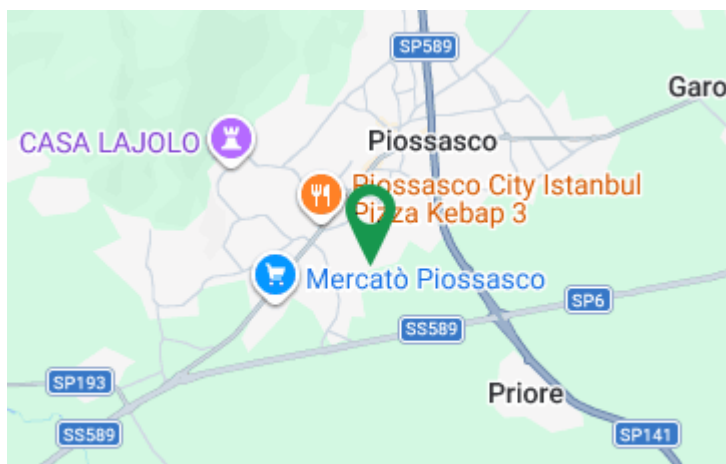 SP589
Garo
CASA LAJOLO
Piossasco
Piossasco City Istanbul
Pizza Kebap 3
Mercatò Piossasco
SP6
SS589
SP193
Priore
SS589
SP141